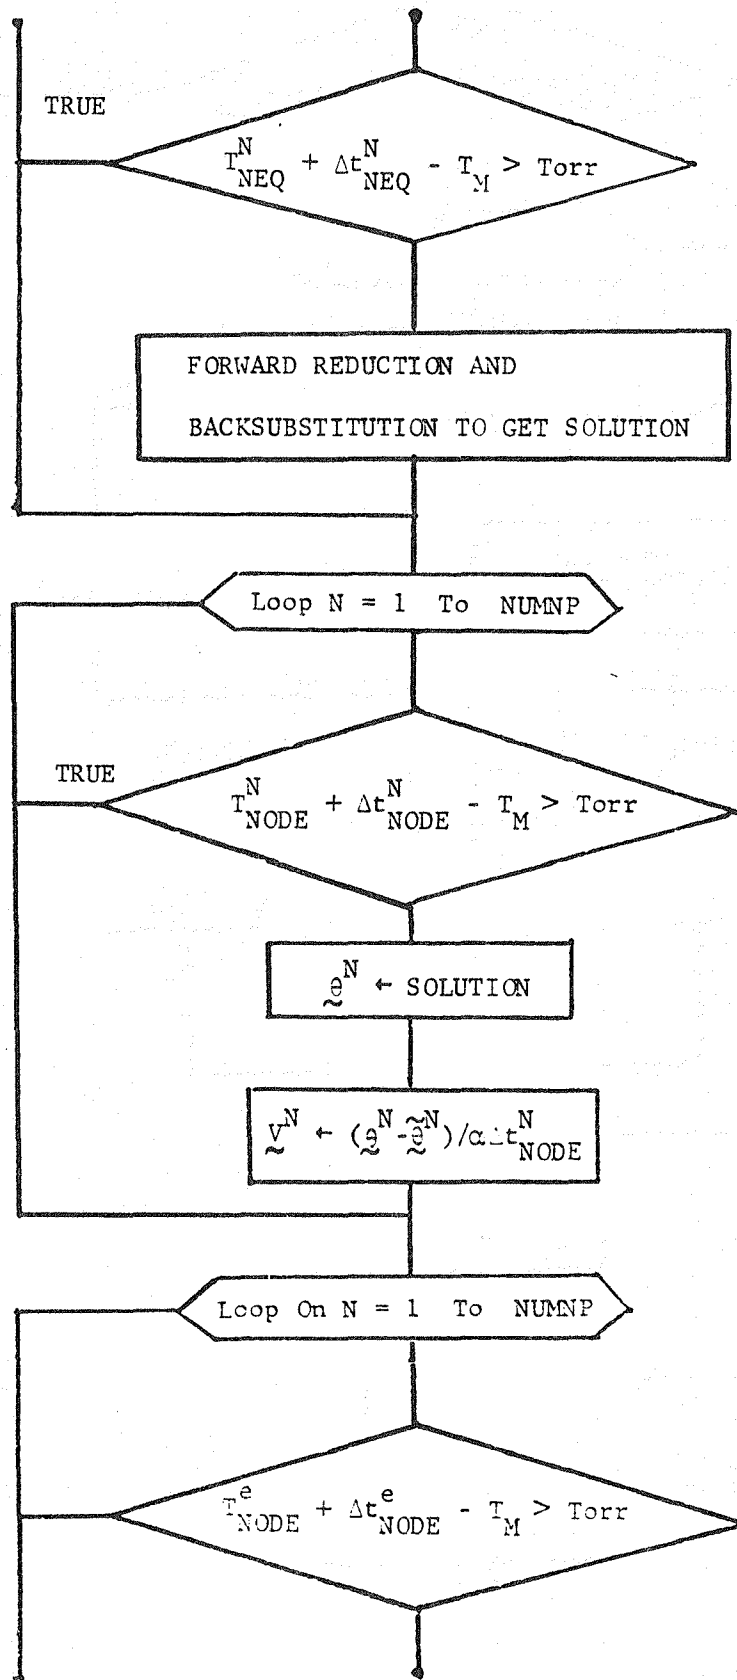 TRUE
T^N_NEQ + Δt^N_NEQ - T_M > Torr
FORWARD REDUCTION AND
BACKSUBSTITUTION TO GET SOLUTION
Loop N = 1 To NUMNP
TRUE
T^N_NODE + Δt^N_NODE - T_M > Torr
θ̰^N ← SOLUTION
V̰^N ← (θ̰^N - θ̰̃^N)/αΔt^N_NODE
Loop On N = 1 To NUMNP
T^e_NODE + Δt^e_NODE - T_M > Torr